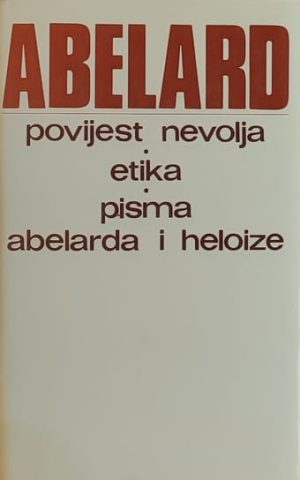 ABELARD
povijest nevolja
·
etika
·
pisma
abelarda i heloize